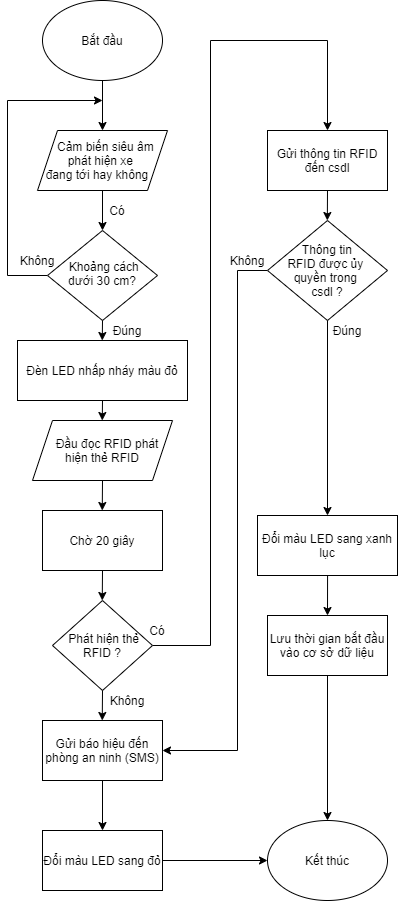 Bắt đầu
Cảm biến siêu âm
phát hiện xe
đang tới hay không
Có
Khoảng cách
dưới 30 cm?
Không
Đúng
Đèn LED nhấp nháy màu đỏ
Đầu đọc RFID phát
hiện thẻ RFID
Chờ 20 giây
Phát hiện thẻ
RFID ?
Có
Không
Gửi báo hiệu đến
phòng an ninh (SMS)
Đổi màu LED sang đỏ
Gửi thông tin RFID
đến csdl
Thông tin
RFID được ủy
quyền trong
csdl ?
Không
Đúng
Đổi màu LED sang xanh
lục
Lưu thời gian bắt đầu
vào cơ sở dữ liệu
Kết thúc